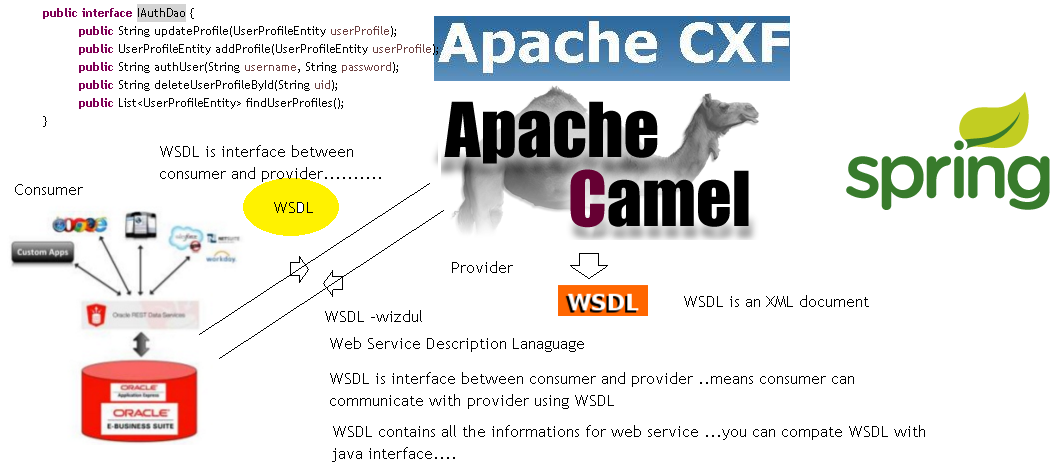 public interface IAuthDao {
public String updateProfile(UserProfileEntity userProfile);
public UserProfileEntity addProfile(UserProfileEntity userProfile);
public String authUser(String username, String password);
public String deleteUserProfileById(String uid);
public List<UserProfileEntity> findUserProfiles();
}
Apache CXF
Apache
Camel
spring
WSDL is interface between
consumer and provider..........
Consumer
WSDL
Custom Apps
salesforce
NETSUITE
workday
Oracle REST Data Services
ORACLE
Application Express
ORACLE
E-BUSINESS SUITE
Provider
WSDL
WSDL is an XML document
WSDL -wizdul
Web Service Description Lanaguage
WSDL is interface between consumer and provider ..means consumer can
communicate with provider using WSDL
WSDL contains all the informations for web service ...you can compate WSDL with
java interface....